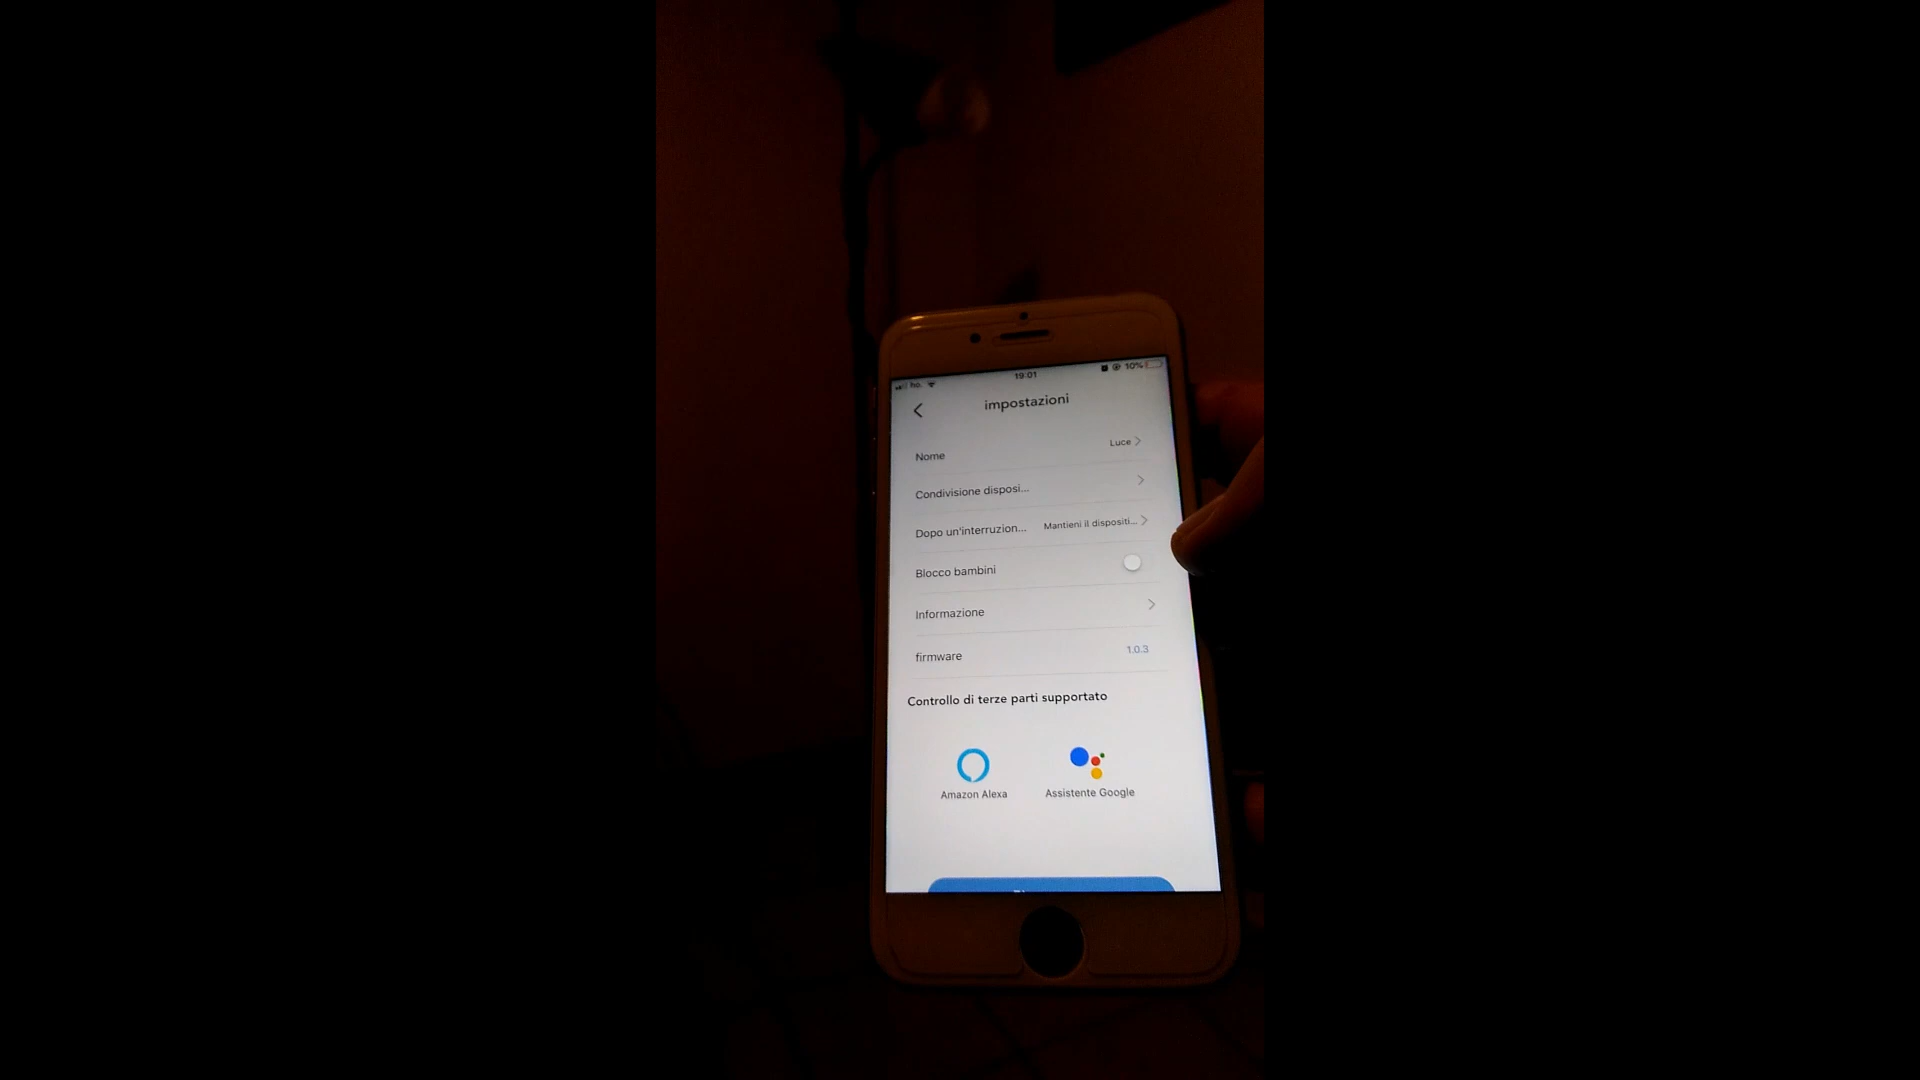 ho. 19:01 10%
impostazioni
Nome Luce
Condivisione disposi...
Dopo un'interruzion... Mantieni il dispositi...
Blocco bambini
Informazione
firmware 1.0.3
Controllo di terze parti supportato
Amazon Alexa Assistente Google